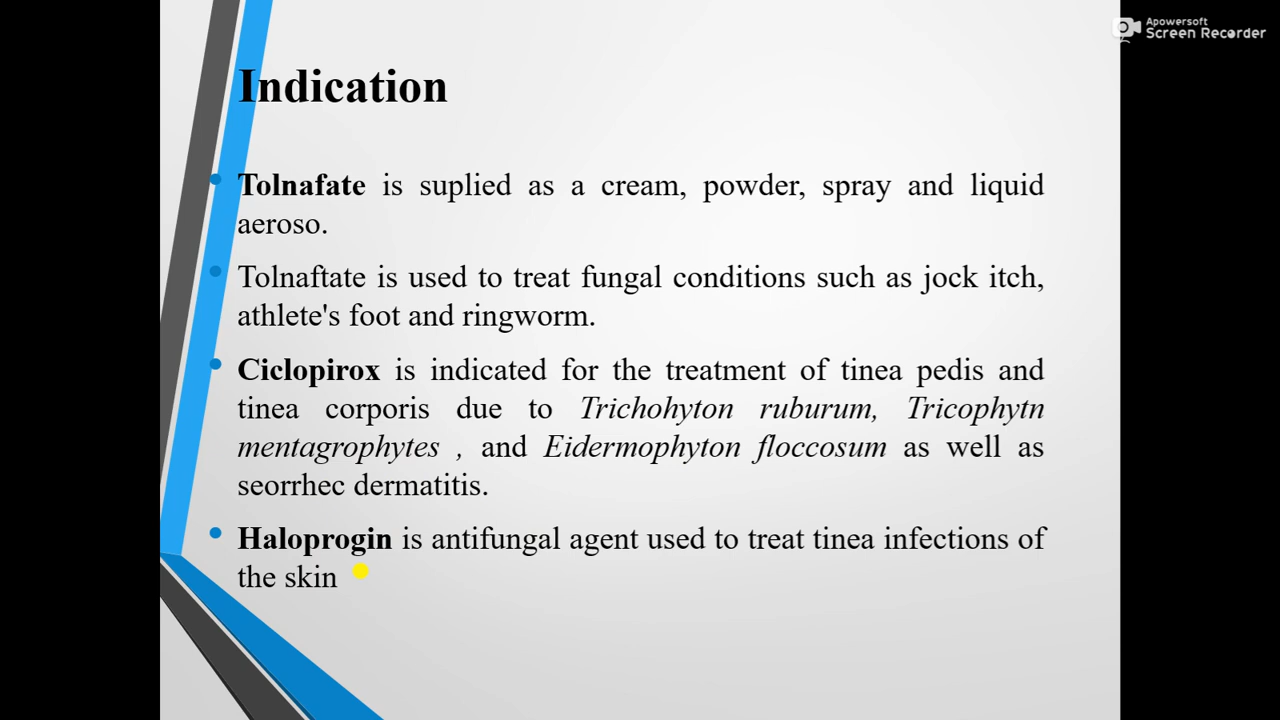 Apowersoft
Screen Recorder
Indication
Tolnafate is suplied as a cream, powder, spray and liquid
aeroso.
Tolnaftate is used to treat fungal conditions such as jock itch,
athlete's foot and ringworm.
Ciclopirox is indicated for the treatment of tinea pedis and
tinea corporis due to Trichohyton ruburum, Tricophytn
mentagrophytes , and Eidermophyton floccosum as well as
seorrhec dermatitis.
Haloprogin is antifungal agent used to treat tinea infections of
the skin